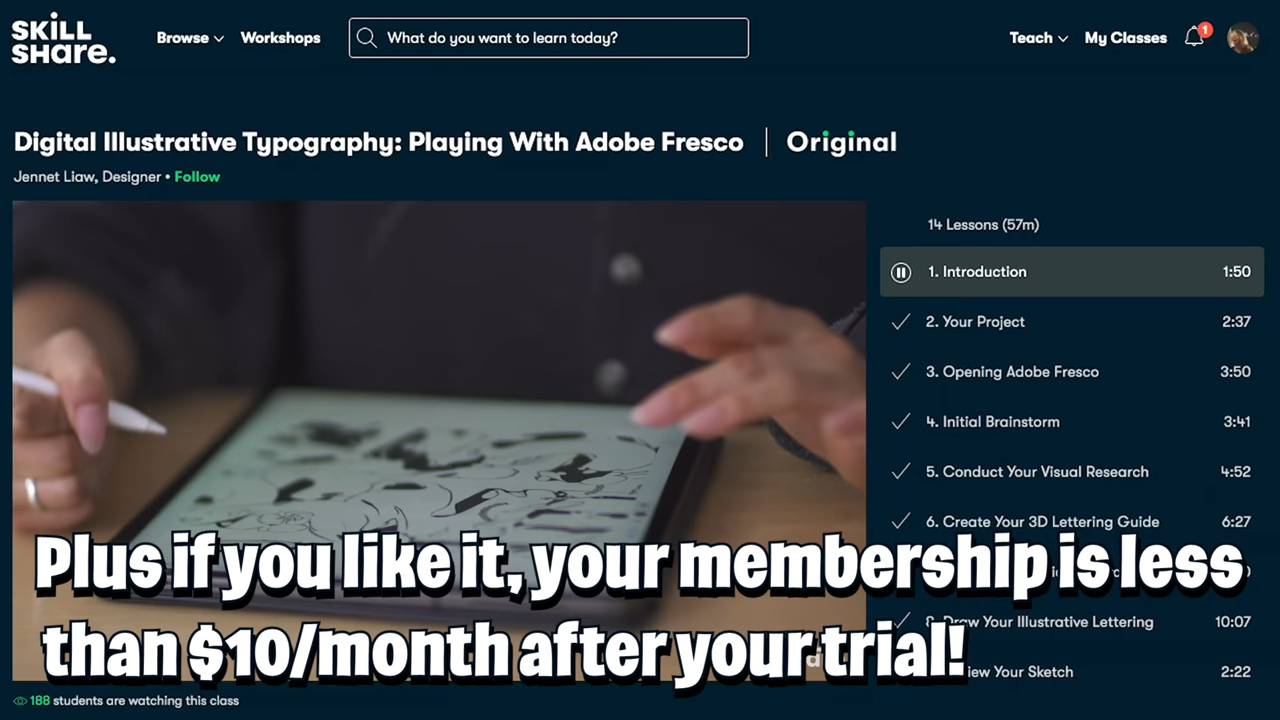 SKILL
SHare.
Browse
Workshops
What do you want to learn today?
Teach
My Classes
1
Digital Illustrative Typography: Playing With Adobe Fresco | Original
Jennet Liaw, Designer • Follow
14 Lessons (57m)
1. Introduction 1:50
2. Your Project 2:37
3. Opening Adobe Fresco 3:50
4. Initial Brainstorm 3:41
5. Conduct Your Visual Research 4:52
6. Create Your 3D Lettering Guide 6:27
8. Draw Your Illustrative Lettering 10:07
Your Sketch 2:22
Plus if you like it, your membership is less
than $10/month after your trial!
188 students are watching this class